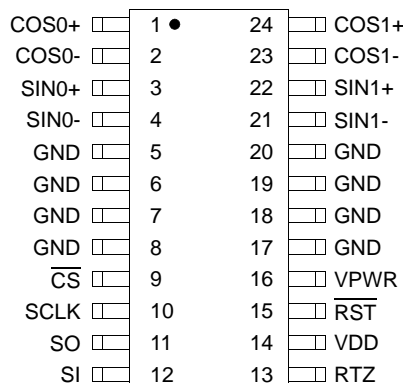 COS0+ 1 24 COS1+
COS0- 2 23 COS1-
SIN0+ 3 22 SIN1+
SIN0- 4 21 SIN1-
GND 5 20 GND
GND 6 19 GND
GND 7 18 GND
GND 8 17 GND
CS 9 16 VPWR
SCLK 10 15 RST
SO 11 14 VDD
SI 12 13 RTZ